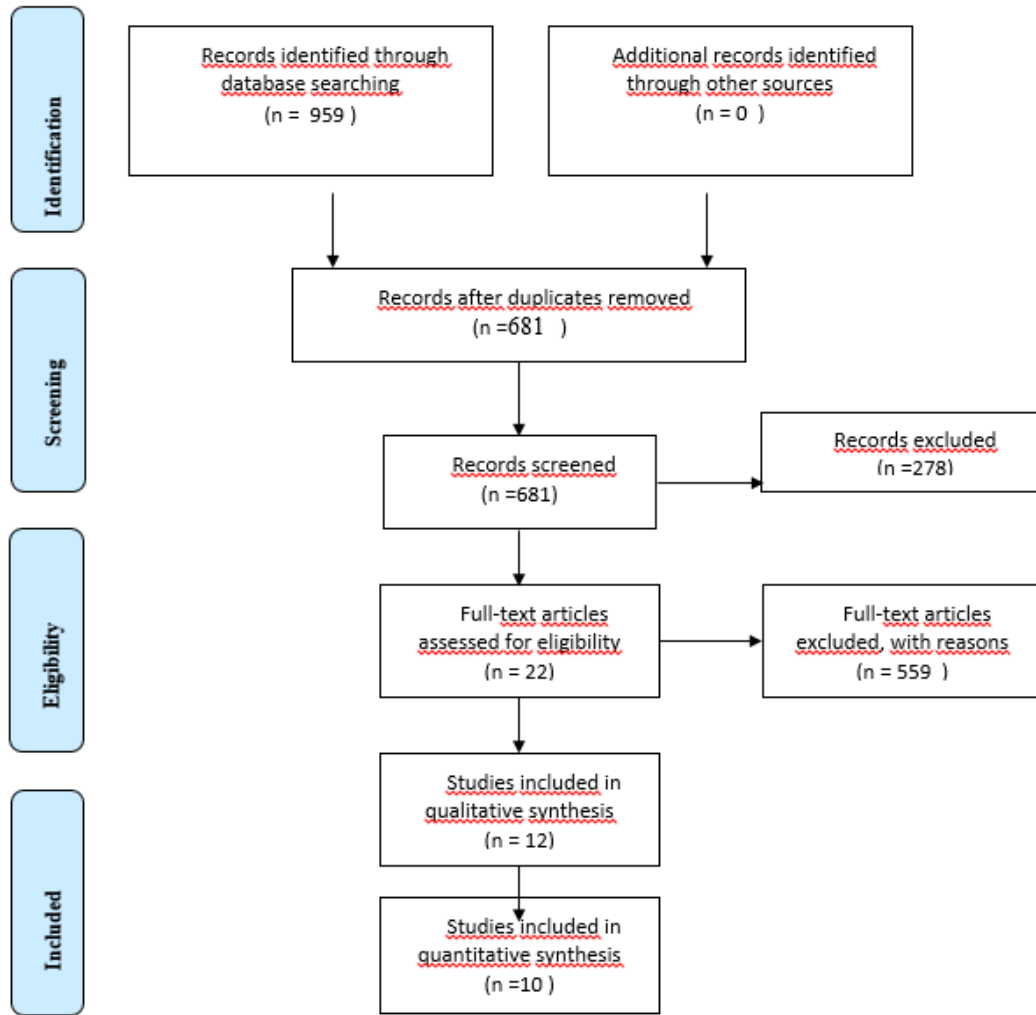 Identification
Records identified through
database searching
(n = 959 )
Additional records identified
through other sources
(n = 0 )
Screening
Records after duplicates removed
(n =681 )
Records screened
(n =681)
Records excluded
(n =278)
Eligibility
Full-text articles
assessed for eligibility
(n = 22)
Full-text articles
excluded, with reasons
(n = 559 )
Included
Studies included in
qualitative synthesis
(n = 12)
Studies included in
quantitative synthesis
(n =10 )